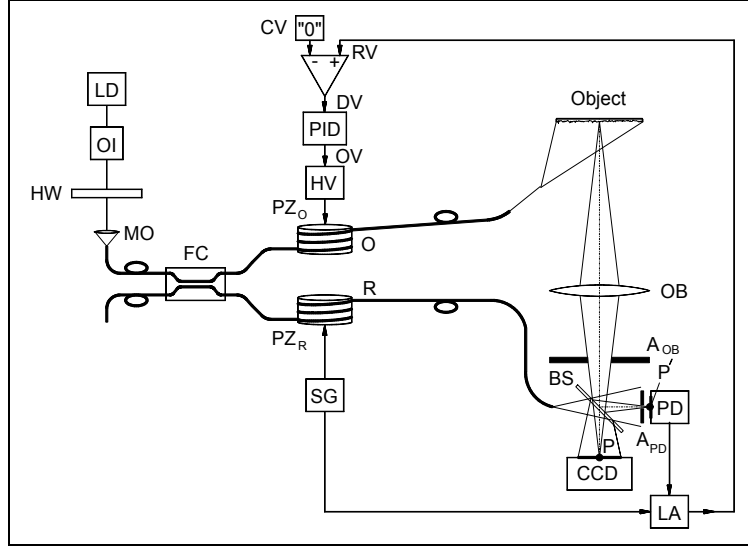 CV "0" RV
- +
LD
DV
Object
PID
OI
OV
HV
HW
PZO
MO
FC
O
R
OB
PZR
AOB
BS
P'
SG
PD
P
APD
CCD
LA